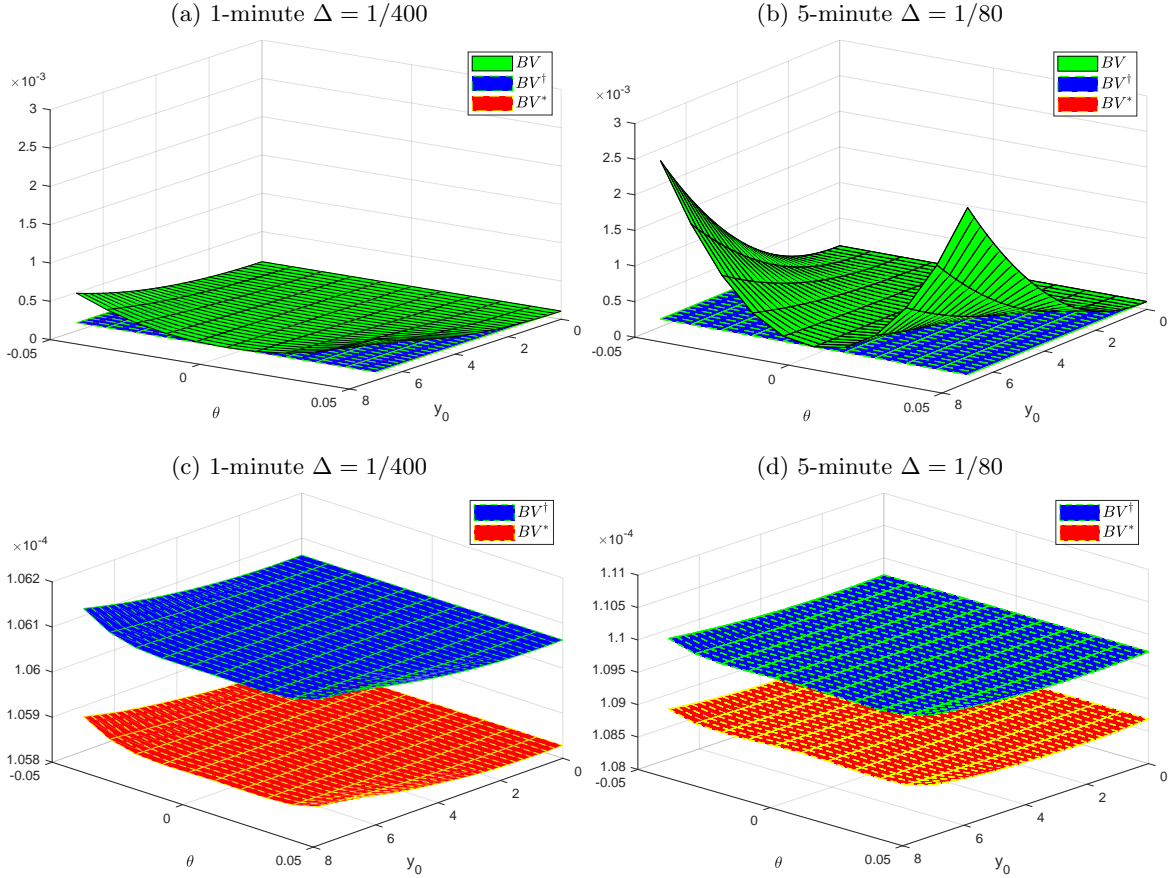 (a) 1-minute Δ = 1/400
×10⁻³
3
2.5
2
1.5
1
0.5
0
-0.05
0
0.05
θ
8
6
4
2
0
y₀
BV
BV†
BV*
(b) 5-minute Δ = 1/80
×10⁻³
3
2.5
2
1.5
1
0.5
0
-0.05
0
0.05
θ
8
6
4
2
0
y₀
BV
BV†
BV*
(c) 1-minute Δ = 1/400
×10⁻⁴
1.062
1.061
1.06
1.059
1.058
-0.05
0
0.05
θ
8
6
4
2
0
y₀
BV†
BV*
(d) 5-minute Δ = 1/80
×10⁻⁴
1.11
1.105
1.1
1.095
1.09
1.085
1.08
-0.05
0
0.05
θ
8
6
4
2
0
y₀
BV†
BV*